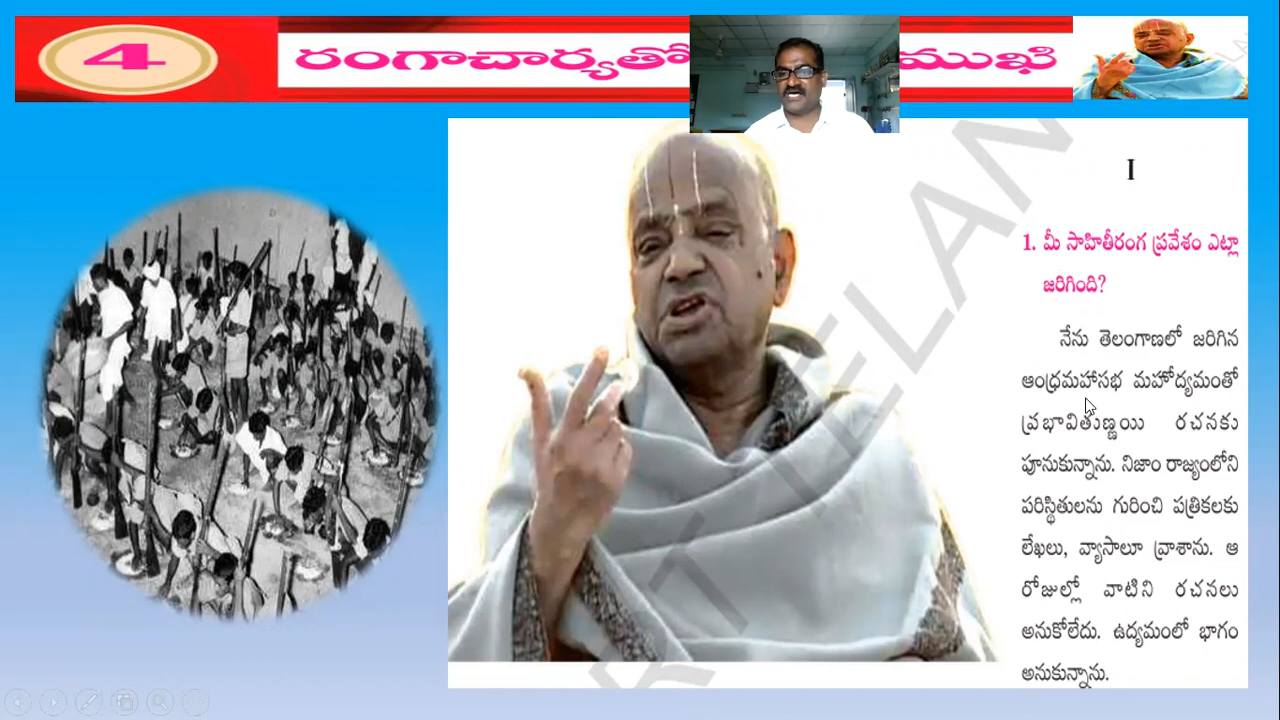 4
రంగాచార్యతో ముఖి
I
1. మీ సాహితీరంగ ప్రవేశం ఎట్లా
జరిగింది?
నేను తెలంగాణలో జరిగిన
ఆంధ్రమహాసభ మహోద్యమంతో
ప్రభావితుణ్ణయి రచనకు
పూనుకున్నాను. నిజాం రాజ్యంలోని
పరిస్థితులను గురించి పత్రికలకు
లేఖలు, వ్యాసాలూ వ్రాశాను. ఆ
రోజుల్లో వాటిని రచనలు
అనుకోలేదు. ఉద్యమంలో భాగం
అనుకున్నాను.